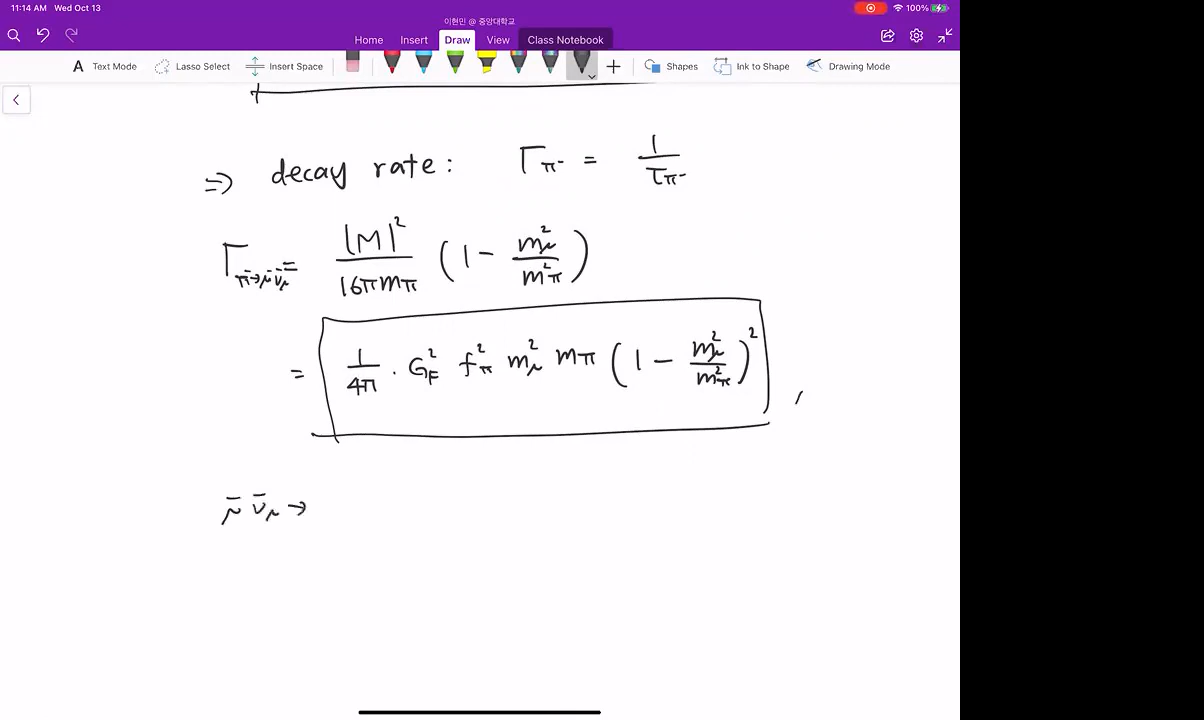 11:14 AM Wed Oct 13
100%
이현민 @ 중앙대학교
Home Insert Draw View Class Notebook
Text Mode Lasso Select Insert Space Shapes Ink to Shape Drawing Mode
⇒ decay rate: Γ_π⁻ = 1/τ_π⁻
Γ_π⁻→μ⁻ν̄_μ = |M|²/16πm_π (1 − m_μ²/m_π²)
= 1/4π · G_F² f_π² m_μ² m_π (1 − m_μ²/m_π²)² ,
μ⁻ ν̄_μ →